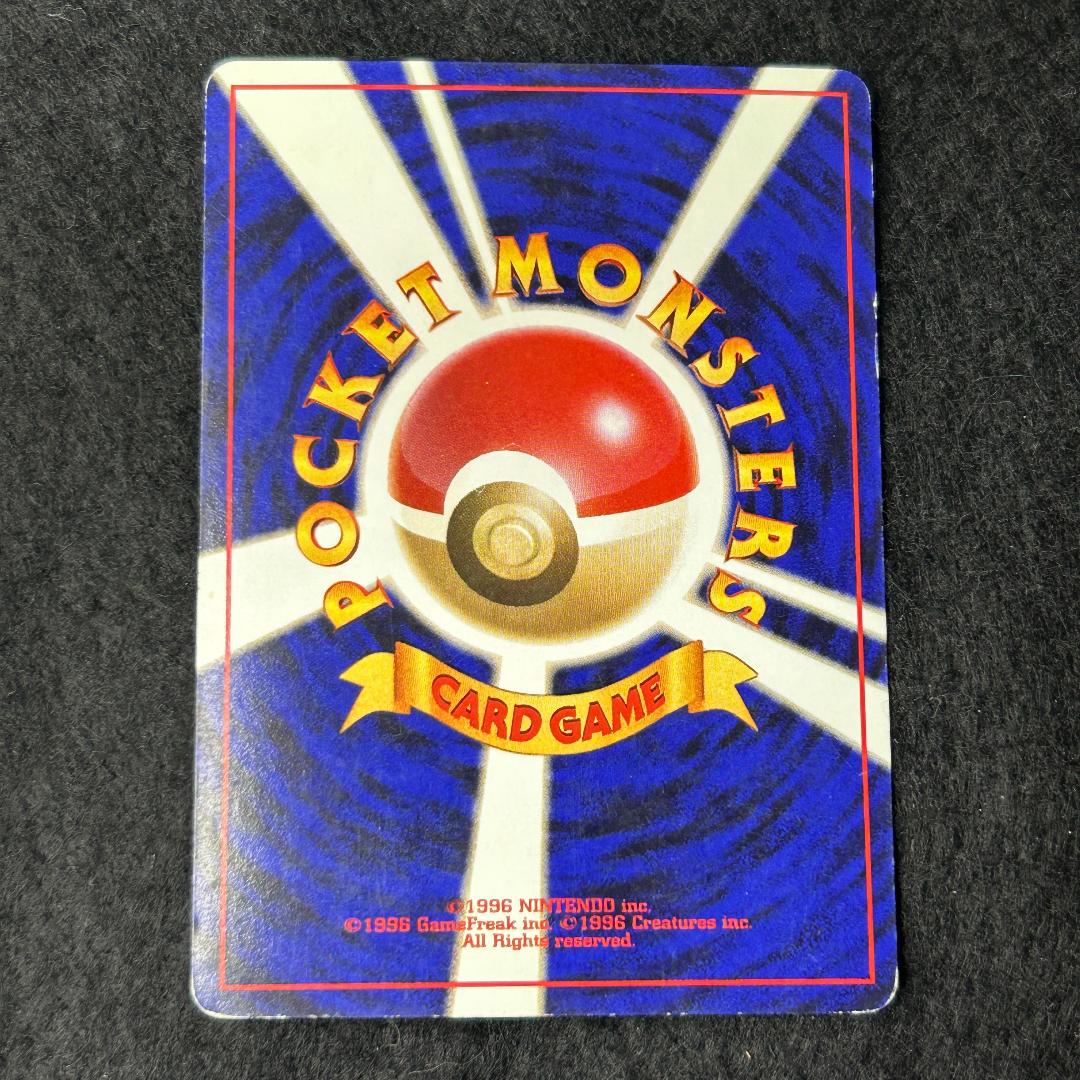 POCKET MONSTERS
CARD GAME
©1996 NINTENDO inc.
©1996 GameFreak inc. ©1996 Creatures inc.
All Rights reserved.